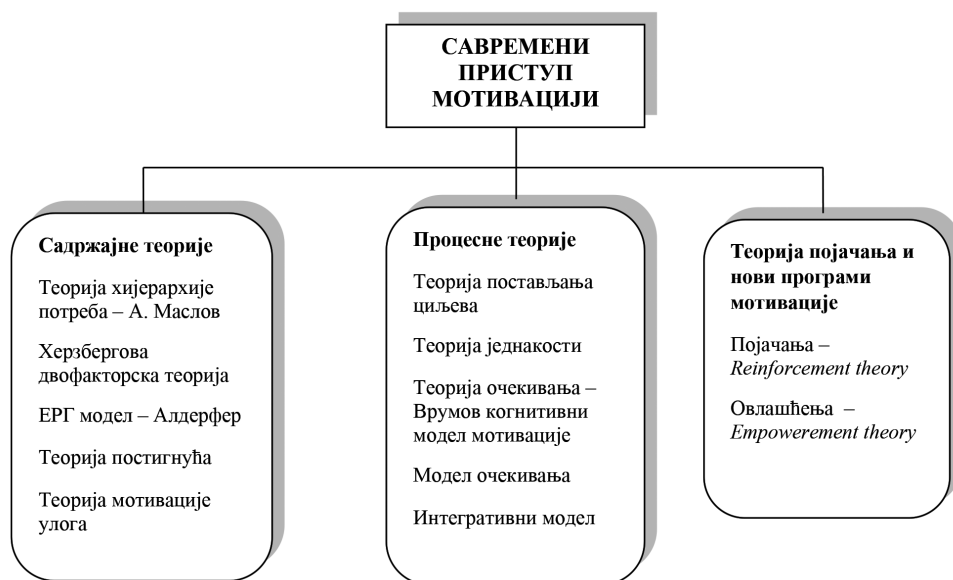 САВРЕМЕНИ
ПРИСТУП
МОТИВАЦИЈИ
Садржајне теорије
Теорија хијерархије
потреба – А. Маслов
Херзбергова
двофакторска теорија
ЕРГ модел – Алдерфер
Теорија постигнућа
Теорија мотивације
улога
Процесне теорије
Теорија постављања
циљева
Теорија једнакости
Теорија очекивања –
Врумов когнитивни
модел мотивације
Модел очекивања
Интегративни модел
Теорија појачања и
нови програми
мотивације
Појачања –
Reinforcement theory
Овлашћења –
Empowerement theory